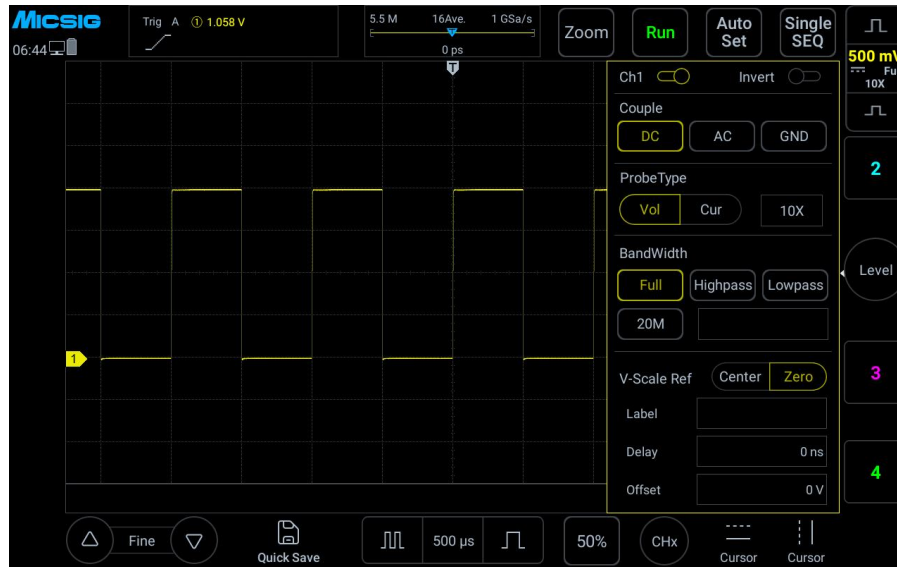 Micsig
Trig A ① 1.058 V
5.5 M 16Ave. 1 GSa/s
0 ps
Zoom
Run
Auto Set
Single SEQ
06:44
T
500 mV
Fu
10X
Ch1
Invert
Couple
DC AC GND
ProbeType
Vol Cur 10X
BandWidth
Full Highpass Lowpass
20M
V-Scale Ref Center Zero
Label
Delay 0 ns
Offset 0 V
1
2
Level
3
4
Fine
Quick Save
500 µs
50%
CHx
Cursor
Cursor